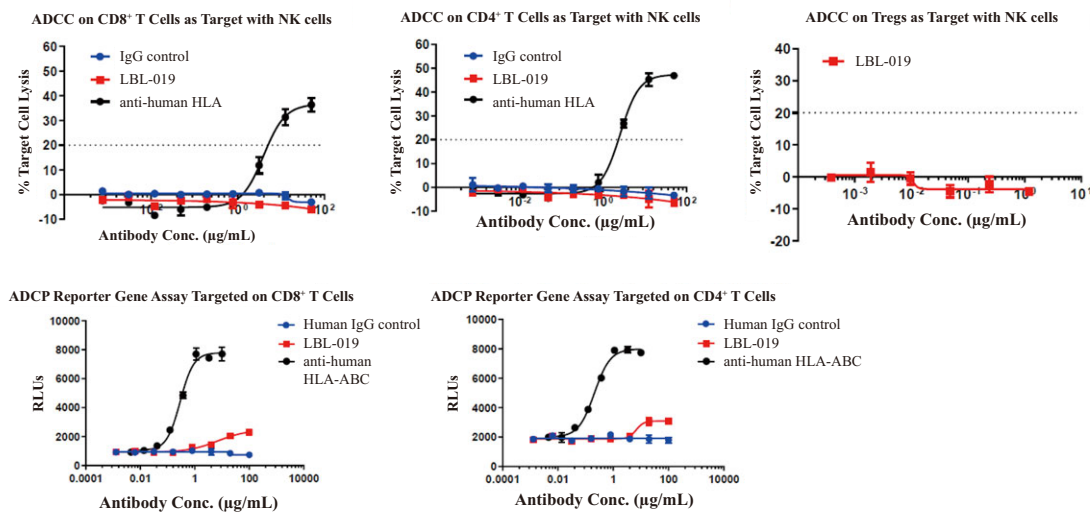 ADCC on CD8⁺ T Cells as Target with NK cells
60
50
40
30
20
10
0
-10
% Target Cell Lysis
IgG control
LBL-019
anti-human HLA
10⁻²
10⁰
10²
Antibody Conc. (µg/mL)
ADCC on CD4⁺ T Cells as Target with NK cells
60
50
40
30
20
10
0
-10
% Target Cell Lysis
IgG control
LBL-019
anti-human HLA
10⁻²
10⁰
10²
Antibody Conc. (µg/mL)
ADCC on Tregs as Target with NK cells
40
20
0
-20
% Target Cell Lysis
LBL-019
10⁻³
10⁻²
10⁻¹
10⁰
10¹
Antibody Conc. (µg/mL)
ADCP Reporter Gene Assay Targeted on CD8⁺ T Cells
10000
8000
6000
4000
2000
0
RLUs
Human IgG control
LBL-019
anti-human
HLA-ABC
0.0001
0.01
1
100
10000
Antibody Conc. (µg/mL)
ADCP Reporter Gene Assay Targeted on CD4⁺ T Cells
10000
8000
6000
4000
2000
0
RLUs
Human IgG control
LBL-019
anti-human HLA-ABC
0.0001
0.01
1
100
10000
Antibody Conc. (µg/mL)